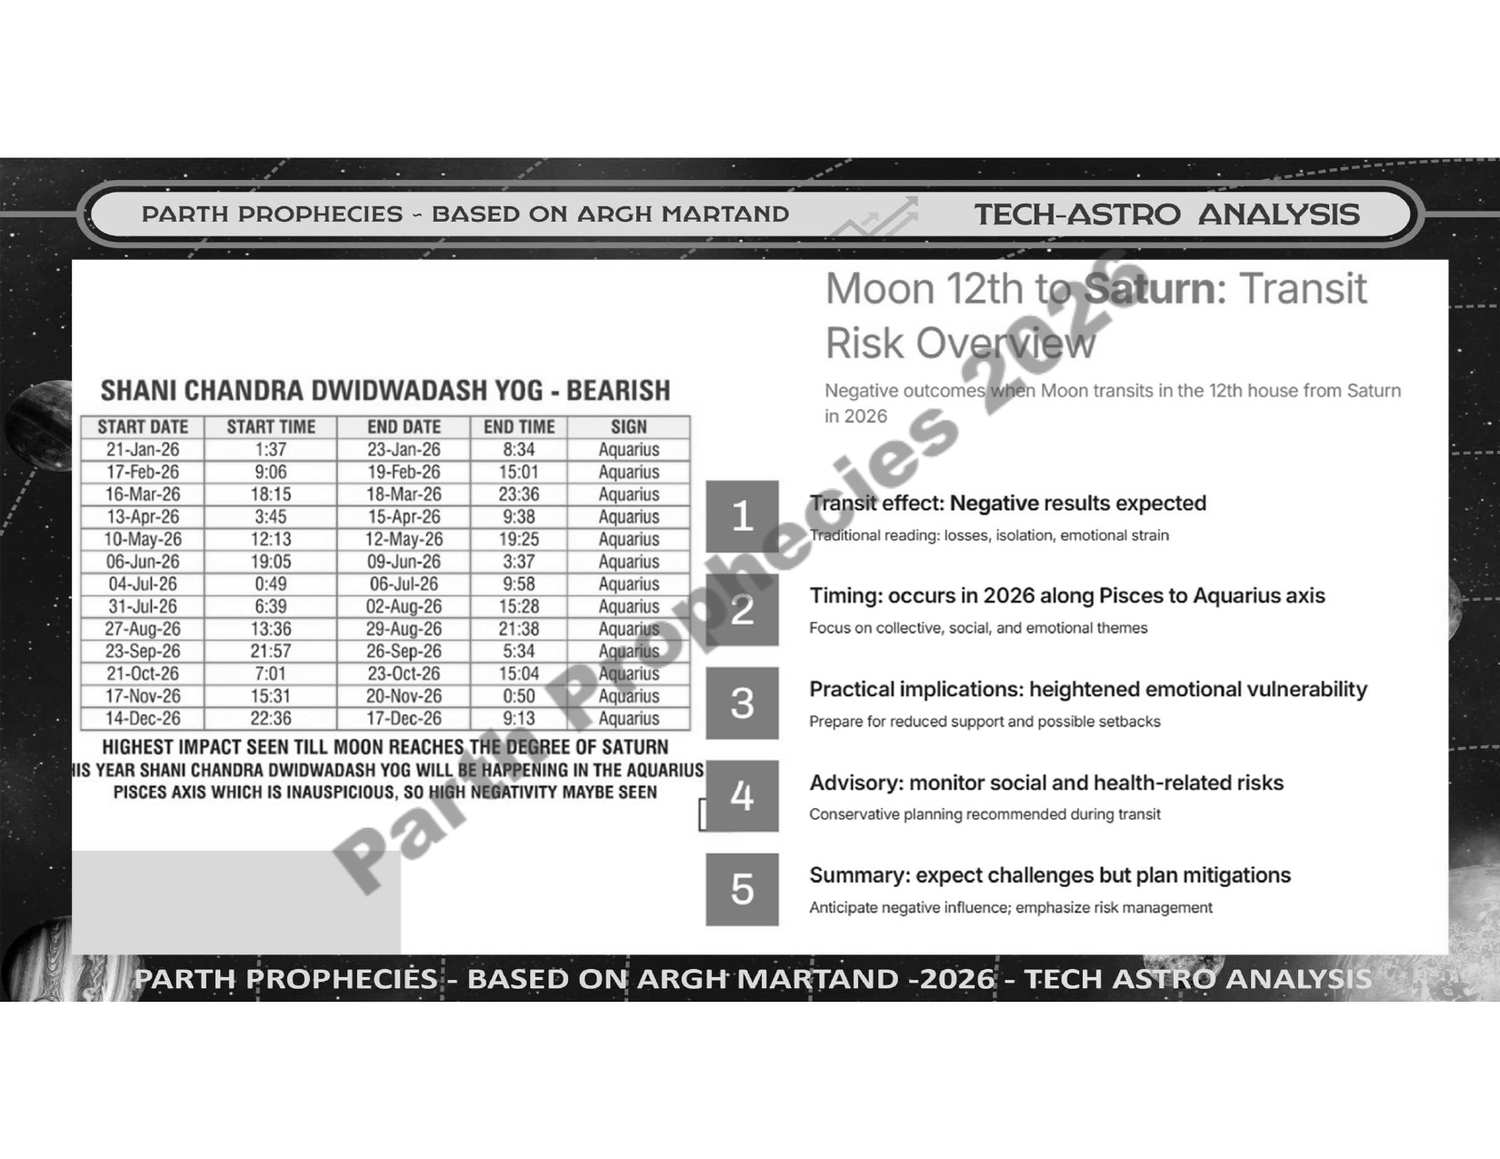 PARTH PROPHECIES ~ BASED ON ARGH MARTAND
TECH-ASTRO ANALYSIS
SHANI CHANDRA DWIDWADASH YOG - BEARISH
START DATE START TIME END DATE END TIME SIGN
21-Jan-26 1:37 23-Jan-26 8:34 Aquarius
17-Feb-26 9:06 19-Feb-26 15:01 Aquarius
16-Mar-26 18:15 18-Mar-26 23:36 Aquarius
13-Apr-26 3:45 15-Apr-26 9:38 Aquarius
10-May-26 12:13 12-May-26 19:25 Aquarius
06-Jun-26 19:05 09-Jun-26 3:37 Aquarius
04-Jul-26 0:49 06-Jul-26 9:58 Aquarius
31-Jul-26 6:39 02-Aug-26 15:28 Aquarius
27-Aug-26 13:36 29-Aug-26 21:38 Aquarius
23-Sep-26 21:57 26-Sep-26 5:34 Aquarius
21-Oct-26 7:01 23-Oct-26 15:04 Aquarius
17-Nov-26 15:31 20-Nov-26 0:50 Aquarius
14-Dec-26 22:36 17-Dec-26 9:13 Aquarius
HIGHEST IMPACT SEEN TILL MOON REACHES THE DEGREE OF SATURN
HIS YEAR SHANI CHANDRA DWIDWADASH YOG WILL BE HAPPENING IN THE AQUARIUS
PISCES AXIS WHICH IS INAUSPICIOUS, SO HIGH NEGATIVITY MAYBE SEEN
Moon 12th to Saturn: Transit
Risk Overview
Negative outcomes when Moon transits in the 12th house from Saturn
in 2026
1
Transit effect: Negative results expected
Traditional reading: losses, isolation, emotional strain
2
Timing: occurs in 2026 along Pisces to Aquarius axis
Focus on collective, social, and emotional themes
3
Practical implications: heightened emotional vulnerability
Prepare for reduced support and possible setbacks
4
Advisory: monitor social and health-related risks
Conservative planning recommended during transit
5
Summary: expect challenges but plan mitigations
Anticipate negative influence; emphasize risk management
Parth Prophecies 2026
PARTH PROPHECIES - BASED ON ARGH MARTAND -2026 - TECH ASTRO ANALYSIS